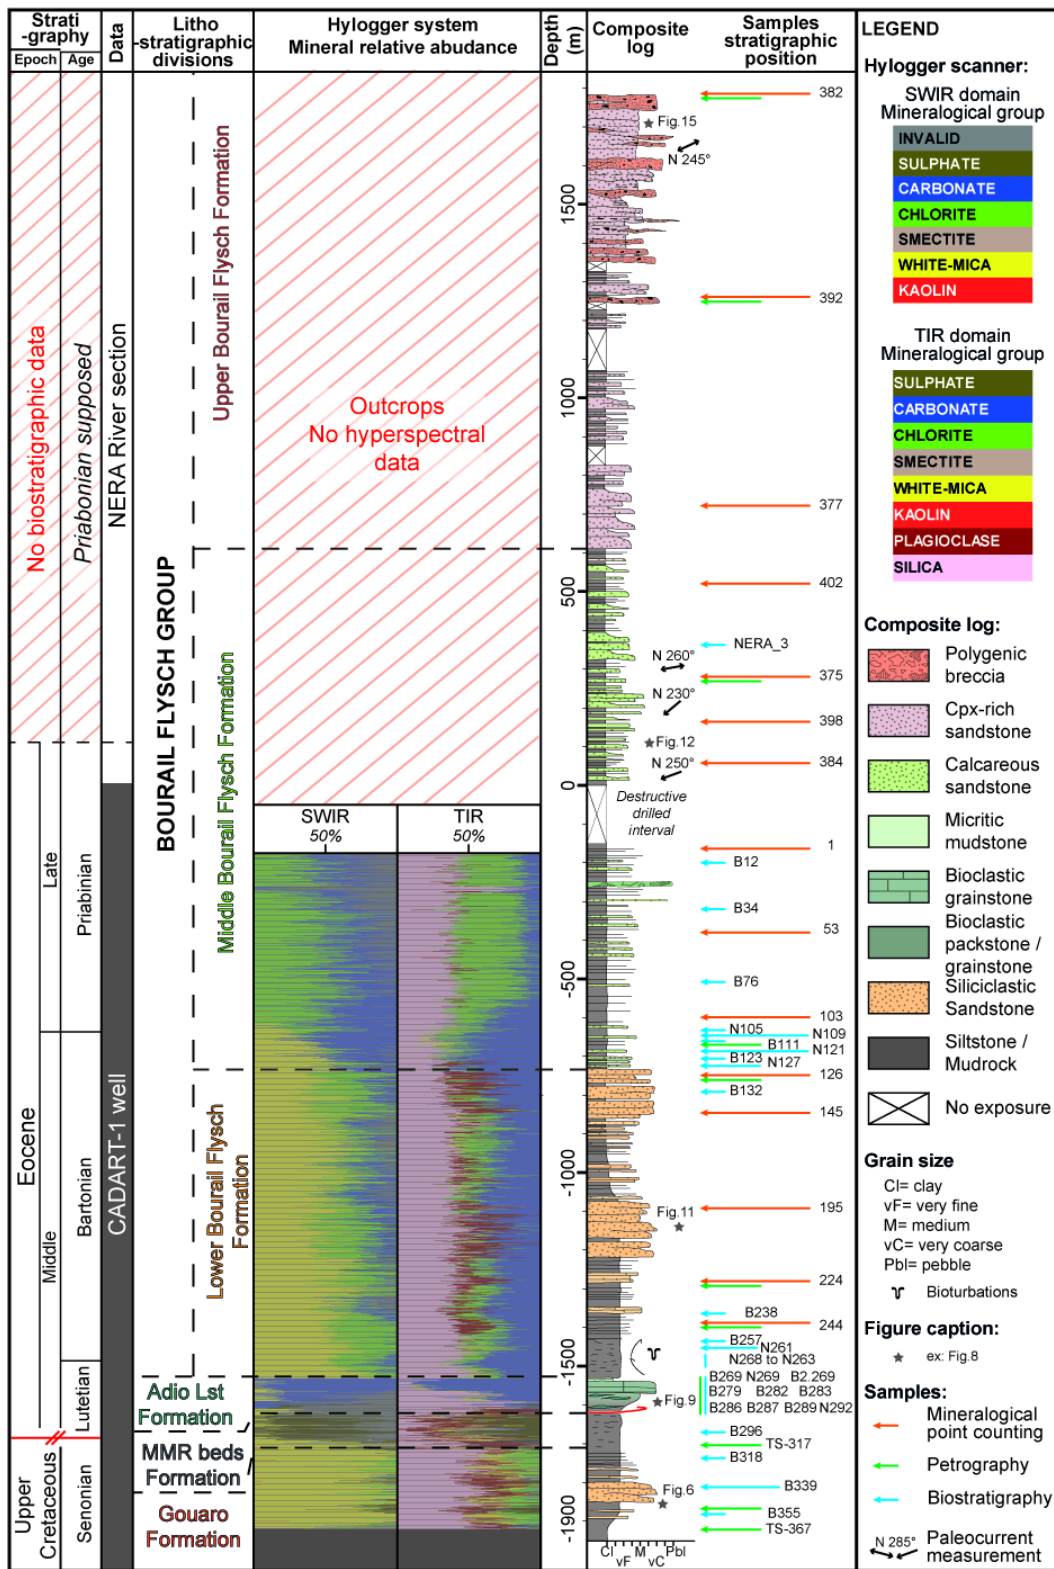 Strati
-graphy
Epoch
Age
Data
Litho
-stratigraphic
divisions
Hylogger system
Mineral relative abudance
Depth
(m)
Composite
log
Samples
stratigraphic
position
No biostratigraphic data
Priabonian supposed
NERA River section
Upper Bourail Flysch Formation
Outcrops
No hyperspectral
data
BOURAIL FLYSCH GROUP
Middle Bourail Flysch Formation
SWIR
50%
TIR
50%
Late
Priabinian
Eocene
Middle
Bartonian
CADART-1 well
Lower Bourail Flysch
Formation
Lutetian
Adio Lst
Formation
MMR beds
Formation
Gouaro
Formation
Upper
Cretaceous
Senonian
1500
1000
500
0
-500
-1000
-1500
-1900
Fig.15
N 245°
N 260°
N 230°
Fig.12
N 250°
Destructive
drilled
interval
Fig.11
Fig.9
Fig.6
Cl
vF
M
vC
Pbl
382
392
377
402
NERA_3
375
398
384
1
B12
B34
53
B76
103
N105
N109
B111
N121
B123
N127
126
B132
145
195
224
B238
244
B257
N261
N268 to N263
B269 N269 B2.269
B279 B282 B283
B286 B287 B289 N292
B296
TS-317
B318
B339
B355
TS-367
LEGEND
Hylogger scanner:
SWIR domain
Mineralogical group
INVALID
SULPHATE
CARBONATE
CHLORITE
SMECTITE
WHITE-MICA
KAOLIN
TIR domain
Mineralogical group
SULPHATE
CARBONATE
CHLORITE
SMECTITE
WHITE-MICA
KAOLIN
PLAGIOCLASE
SILICA
Composite log:
Polygenic
breccia
Cpx-rich
sandstone
Calcareous
sandstone
Micritic
mudstone
Bioclastic
grainstone
Bioclastic
packstone /
grainstone
Siliciclastic
Sandstone
Siltstone /
Mudrock
No exposure
Grain size
Cl= clay
vF= very fine
M= medium
vC= very coarse
Pbl= pebble
Bioturbations
Figure caption:
ex: Fig.8
Samples:
Mineralogical
point counting
Petrography
Biostratigraphy
N 285°
Paleocurrent
measurement